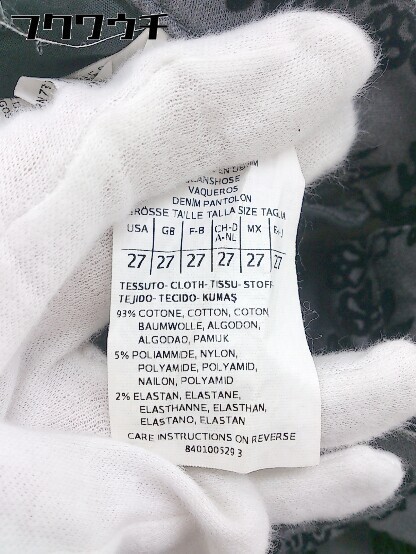 フクワウチ
DENIM
JEANSHOSE
VAQUEROS
DENIM PANTOLON
GRÖSSE TAILLE TALLA SIZE TAGLIA
USA GB F-B CH-D A-NL MX
27 27 27 27 27 27
TESSUTO-CLOTH-TISSU-STOFF
TEJIDO-TECIDO-KUMAŞ
93% COTONE, COTTON, COTON,
BAUMWOLLE, ALGODON,
ALGODAO, PAMUK
5% POLIAMMIDE, NYLON,
POLYAMIDE, POLYAMID,
NAILON, POLYAMID
2% ELASTAN, ELASTANE,
ELASTHANNE, ELASTHAN,
ELASTANO, ELASTAN
CARE INSTRUCTIONS ON REVERSE
840100529 3